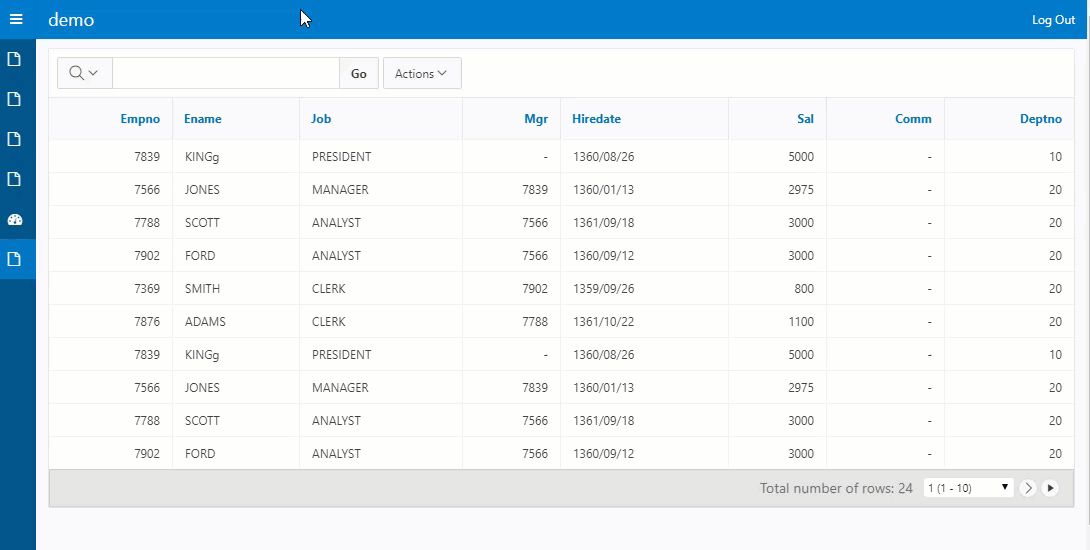 demo Log Out
Go Actions
Empno Ename Job Mgr Hiredate Sal Comm Deptno
7839 KINGg PRESIDENT - 1360/08/26 5000 - 10
7566 JONES MANAGER 7839 1360/01/13 2975 - 20
7788 SCOTT ANALYST 7566 1361/09/18 3000 - 20
7902 FORD ANALYST 7566 1360/09/12 3000 - 20
7369 SMITH CLERK 7902 1359/09/26 800 - 20
7876 ADAMS CLERK 7788 1361/10/22 1100 - 20
7839 KINGg PRESIDENT - 1360/08/26 5000 - 10
7566 JONES MANAGER 7839 1360/01/13 2975 - 20
7788 SCOTT ANALYST 7566 1361/09/18 3000 - 20
7902 FORD ANALYST 7566 1360/09/12 3000 - 20
Total number of rows: 24 1 (1 - 10)